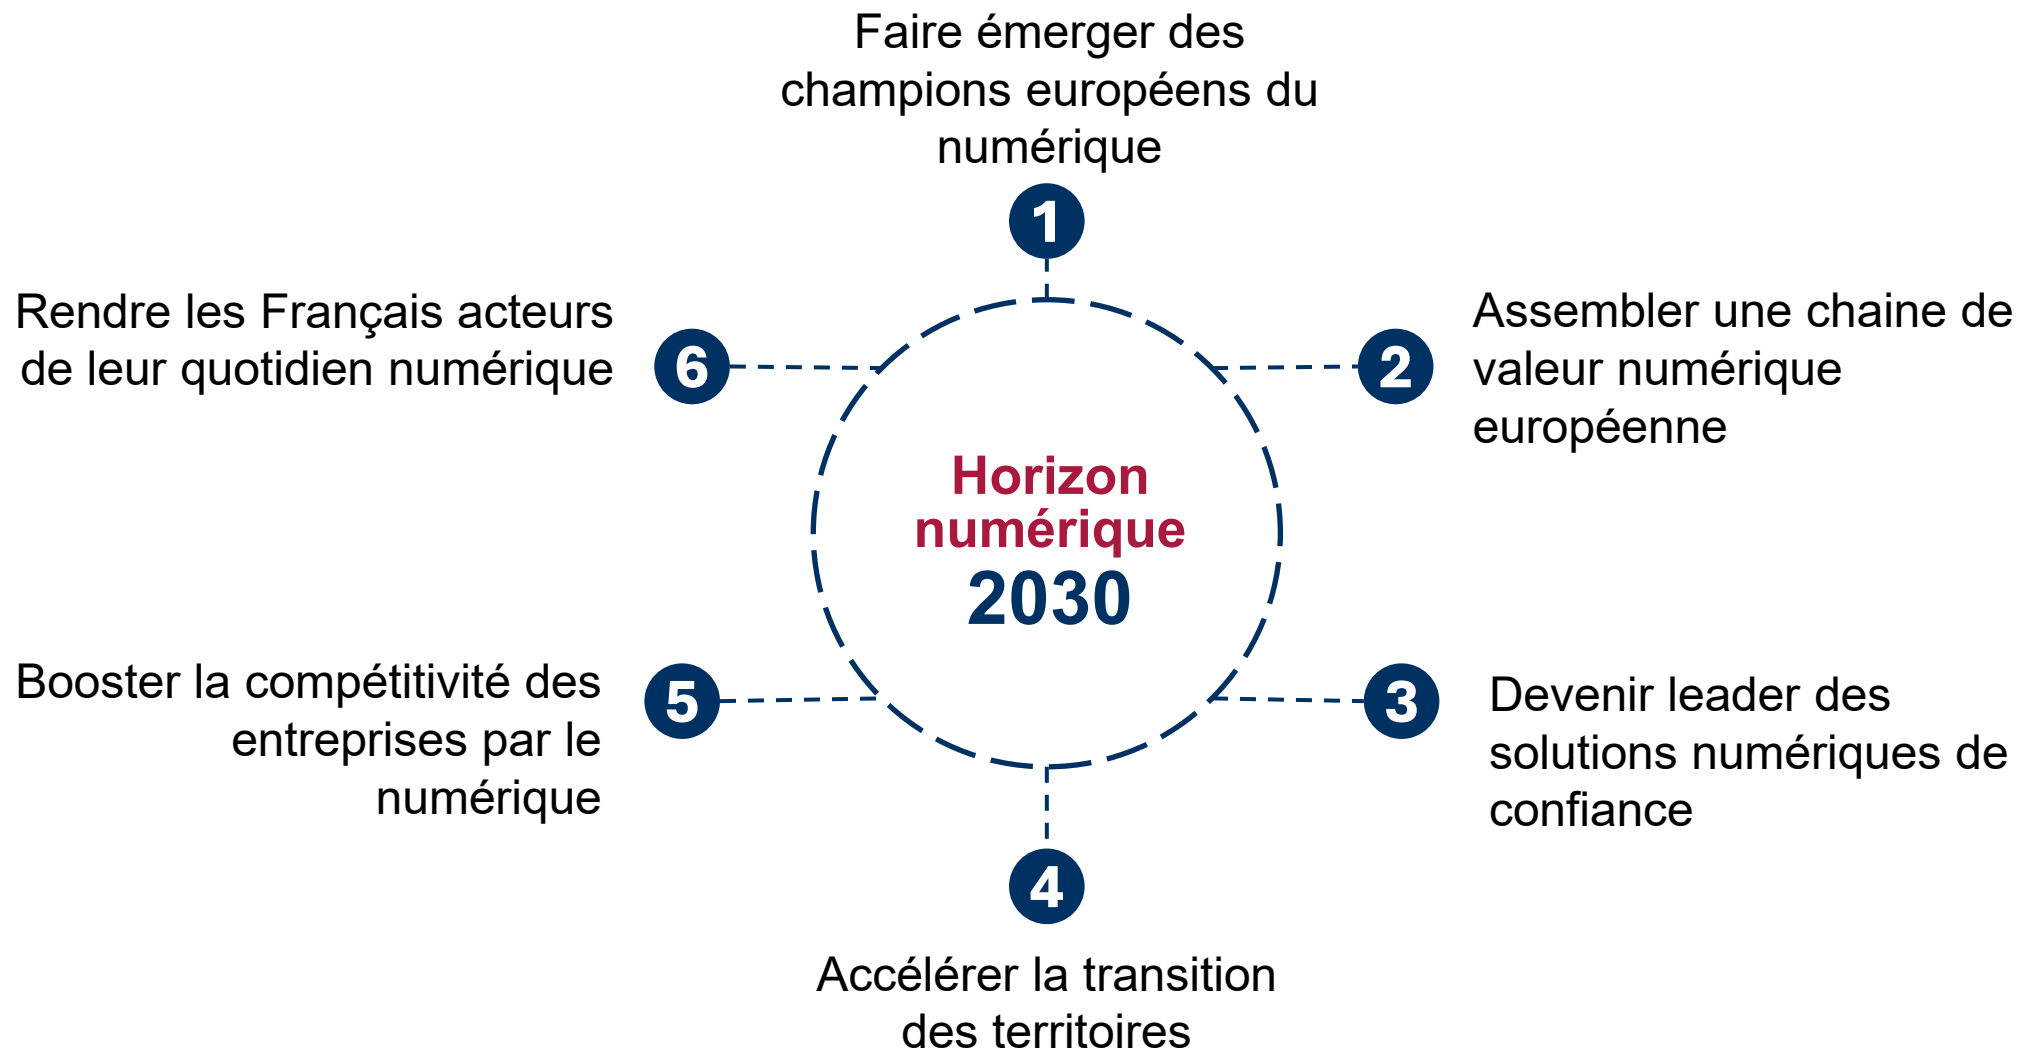 Faire émerger des
champions européens du
numérique
1
Assembler une chaine de
valeur numérique
européenne
2
Devenir leader des
solutions numériques de
confiance
3
4
Accélérer la transition
des territoires
Booster la compétitivité des
entreprises par le
numérique
5
Rendre les Français acteurs
de leur quotidien numérique
6
Horizon
numérique
2030